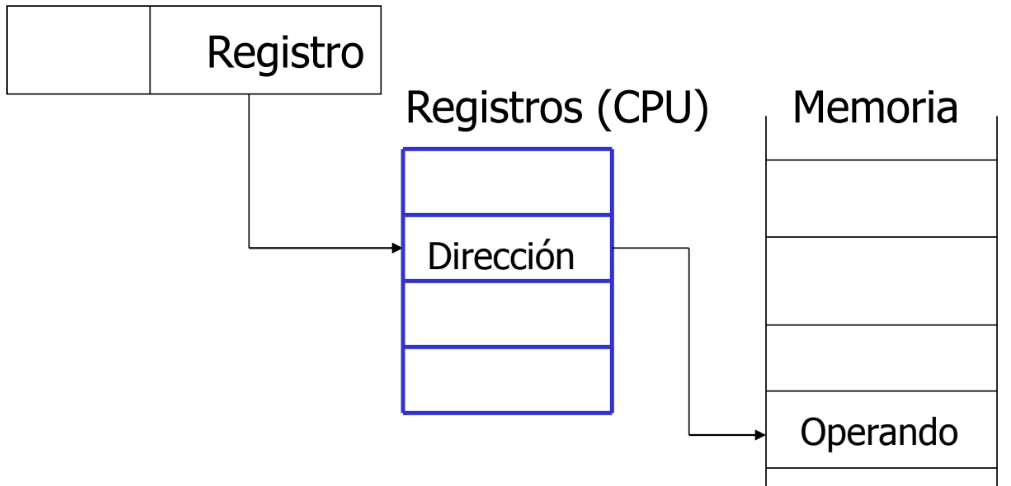 Registro
Registros (CPU)
Memoria
Dirección
Operando